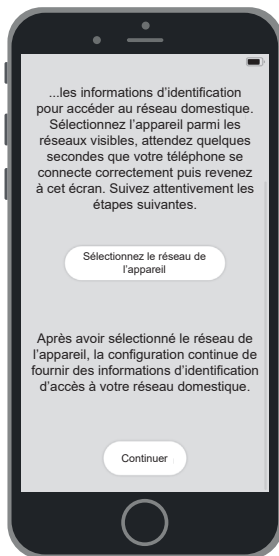 ...les informations d’identification
pour accéder au réseau domestique.
Sélectionnez l’appareil parmi les
réseaux visibles, attendez quelques
secondes que votre téléphone se
connecte correctement puis revenez
à cet écran. Suivez attentivement les
étapes suivantes.
Sélectionnez le réseau de
l’appareil
Après avoir sélectionné le réseau de
l’appareil, la configuration continue de
fournir des informations d’identification
d’accès à votre réseau domestique.
Continuer